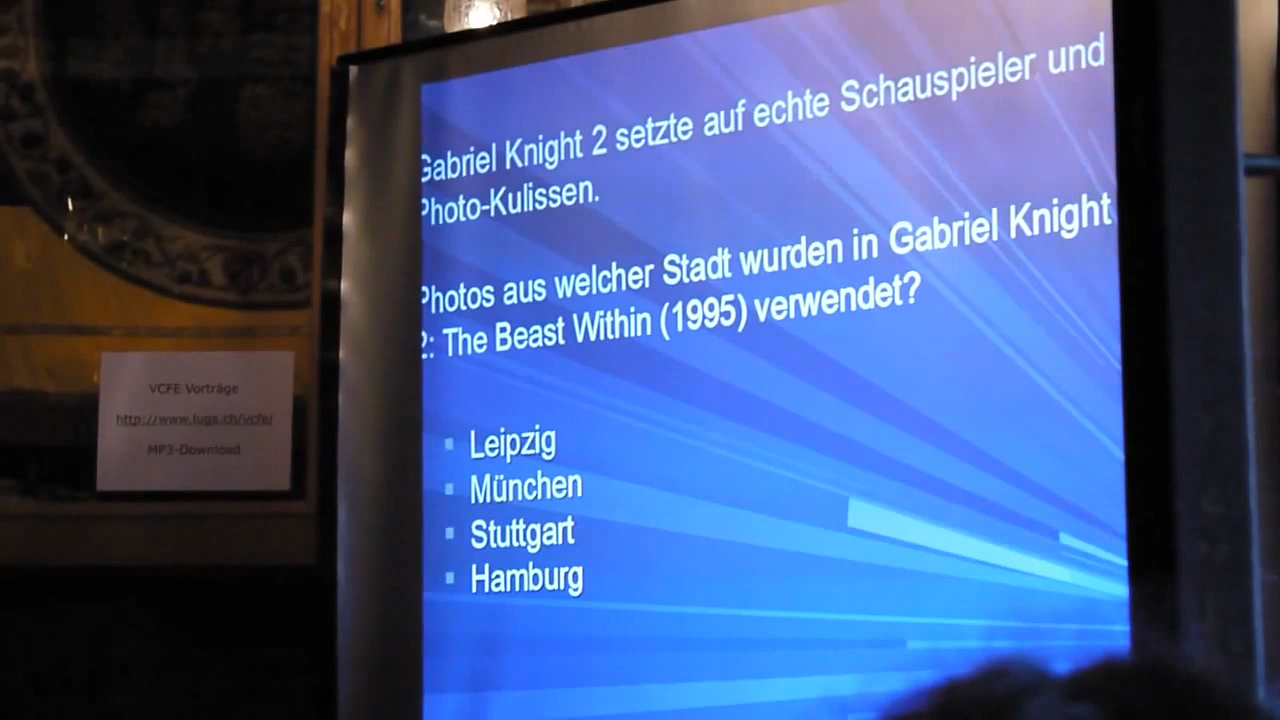 Gabriel Knight 2 setzte auf echte Schauspieler und
Photo-Kulissen.
Photos aus welcher Stadt wurden in Gabriel Knight
2: The Beast Within (1995) verwendet?
Leipzig
München
Stuttgart
Hamburg
VCFE Vorträge
http://www.lugs.ch/vcfe/
MP3-Download